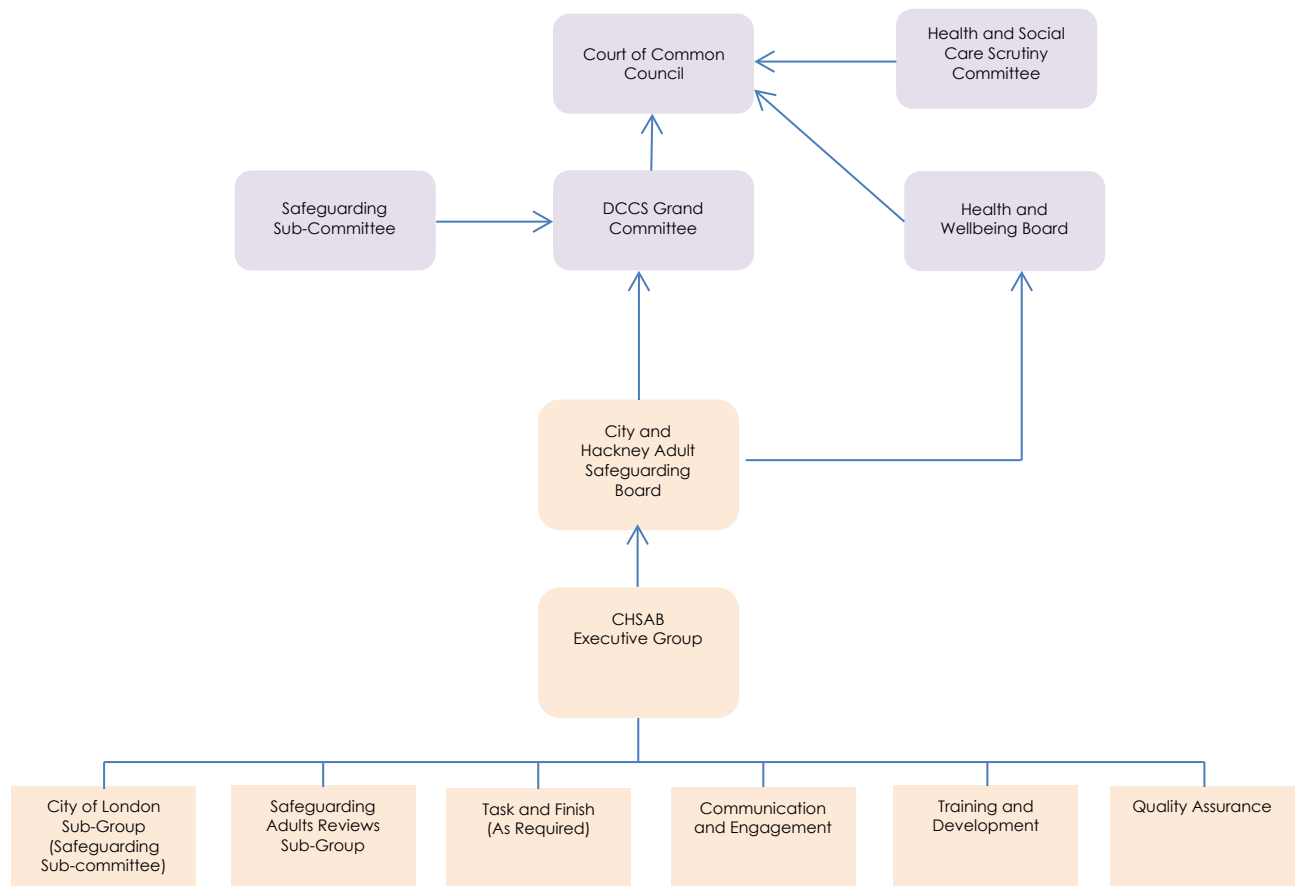 Court of Common
Council
Health and Social
Care Scrutiny
Committee
Safeguarding
Sub-Committee
DCCS Grand
Committee
Health and
Wellbeing Board
City and
Hackney Adult
Safeguarding
Board
CHSAB
Executive Group
City of London
Sub-Group
(Safeguarding
Sub-committee)
Safeguarding
Adults Reviews
Sub-Group
Task and Finish
(As Required)
Communication
and Engagement
Training and
Development
Quality Assurance